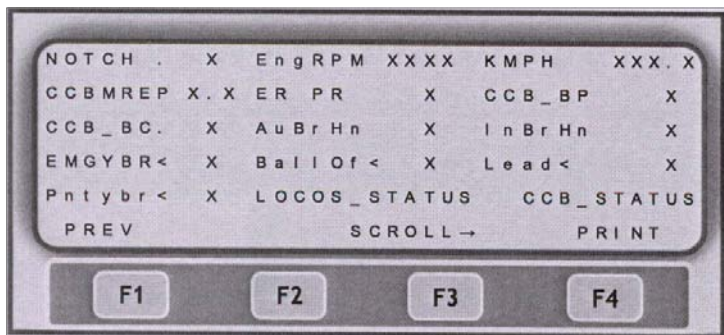 NOTCH . X EngRPM XXXX KMPH XXX.X
CCBMREP X.X ER PR X CCB_BP X
CCB_BC. X AuBrHn X InBrHn X
EMGYBR< X BallOf< X Lead< X
Pntybr< X LOCOS_STATUS CCB_STATUS
PREV SCROLL→ PRINT
F1 F2 F3 F4